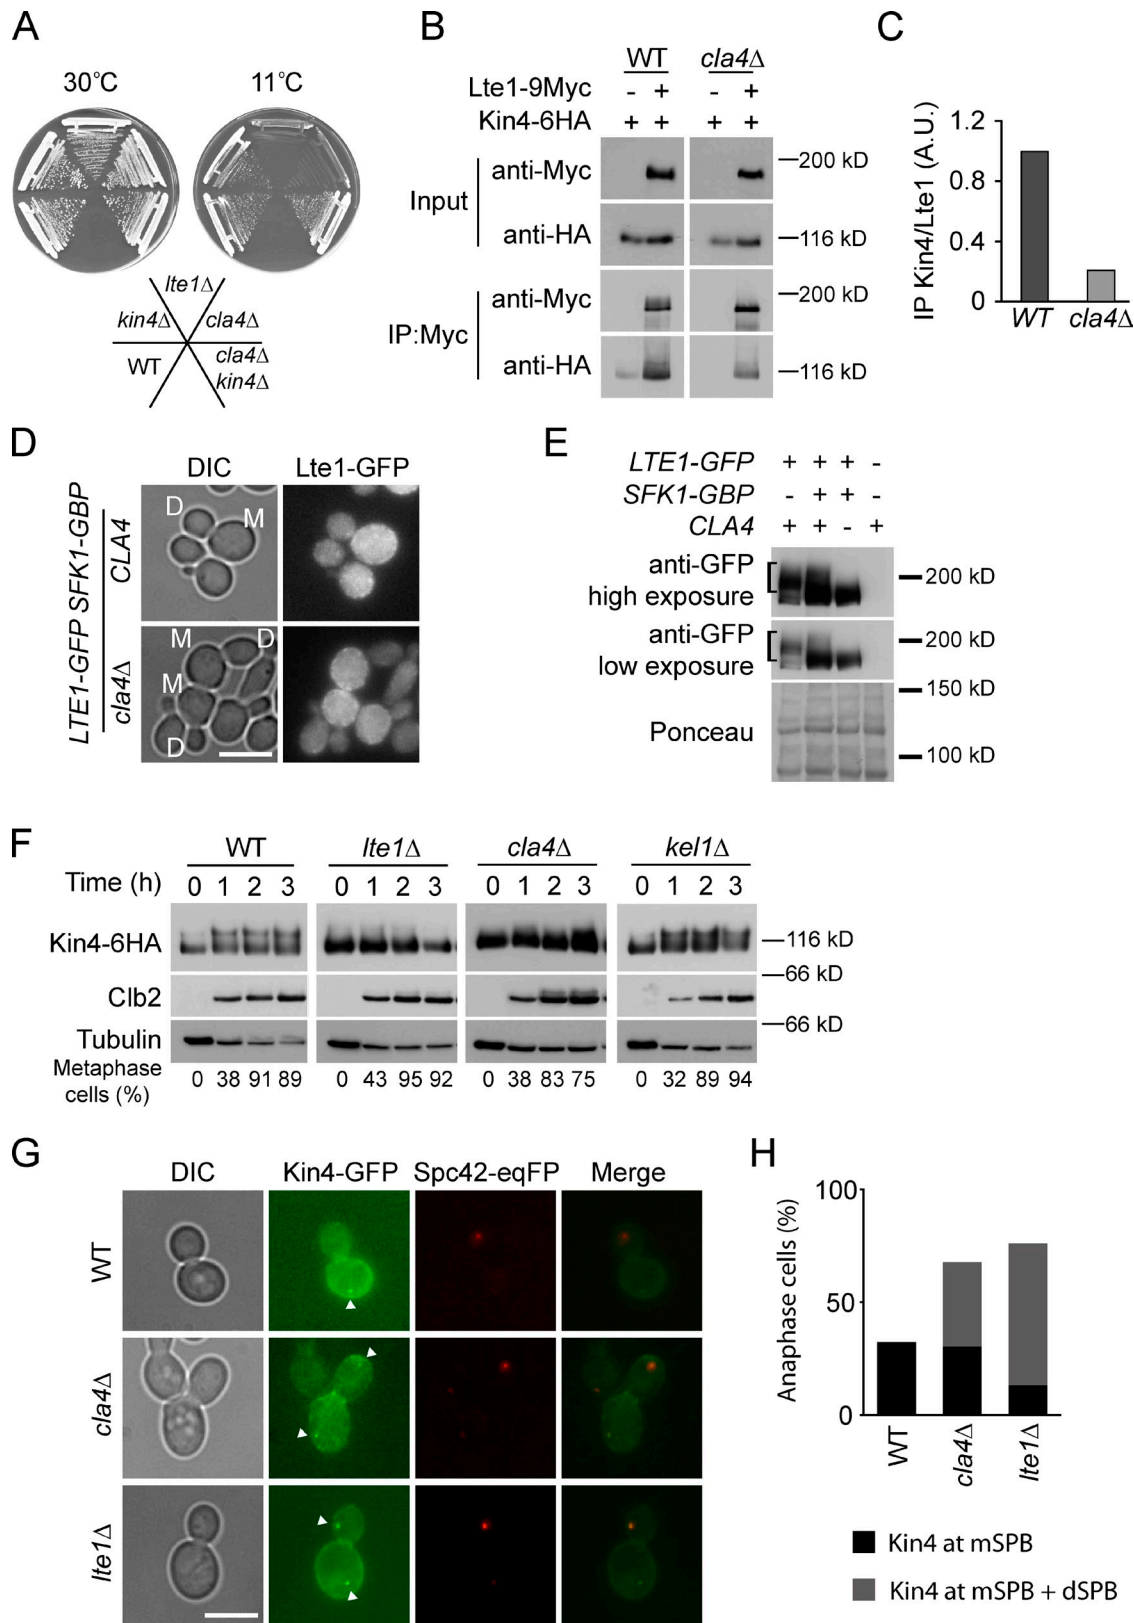 A
30°C 11°C
lte1Δ
kin4Δ cla4Δ
WT cla4Δ
kin4Δ
B
WT cla4Δ
Lte1-9Myc - + - +
Kin4-6HA + + + +
Input
anti-Myc 200 kD
anti-HA 116 kD
IP:Myc
anti-Myc 200 kD
anti-HA 116 kD
C
IP Kin4/Lte1 (A.U.)
1.2
0.8
0.4
0
WT cla4Δ
D
DIC Lte1-GFP
LTE1-GFP SFK1-GBP
CLA4
D M
cla4Δ
M D
M
D
E
LTE1-GFP + + + -
SFK1-GBP - + + -
CLA4 + + - +
anti-GFP
high exposure
200 kD
anti-GFP
low exposure
200 kD
150 kD
Ponceau
100 kD
F
WT lte1Δ cla4Δ kel1Δ
Time (h) 0 1 2 3 0 1 2 3 0 1 2 3 0 1 2 3
Kin4-6HA 116 kD
66 kD
Clb2
66 kD
Tubulin
Metaphase
cells (%)
0 38 91 89 0 43 95 92 0 38 83 75 0 32 89 94
G
DIC Kin4-GFP Spc42-eqFP Merge
WT
cla4Δ
lte1Δ
H
Anaphase cells (%)
100
50
0
WT cla4Δ lte1Δ
Kin4 at mSPB
Kin4 at mSPB + dSPB